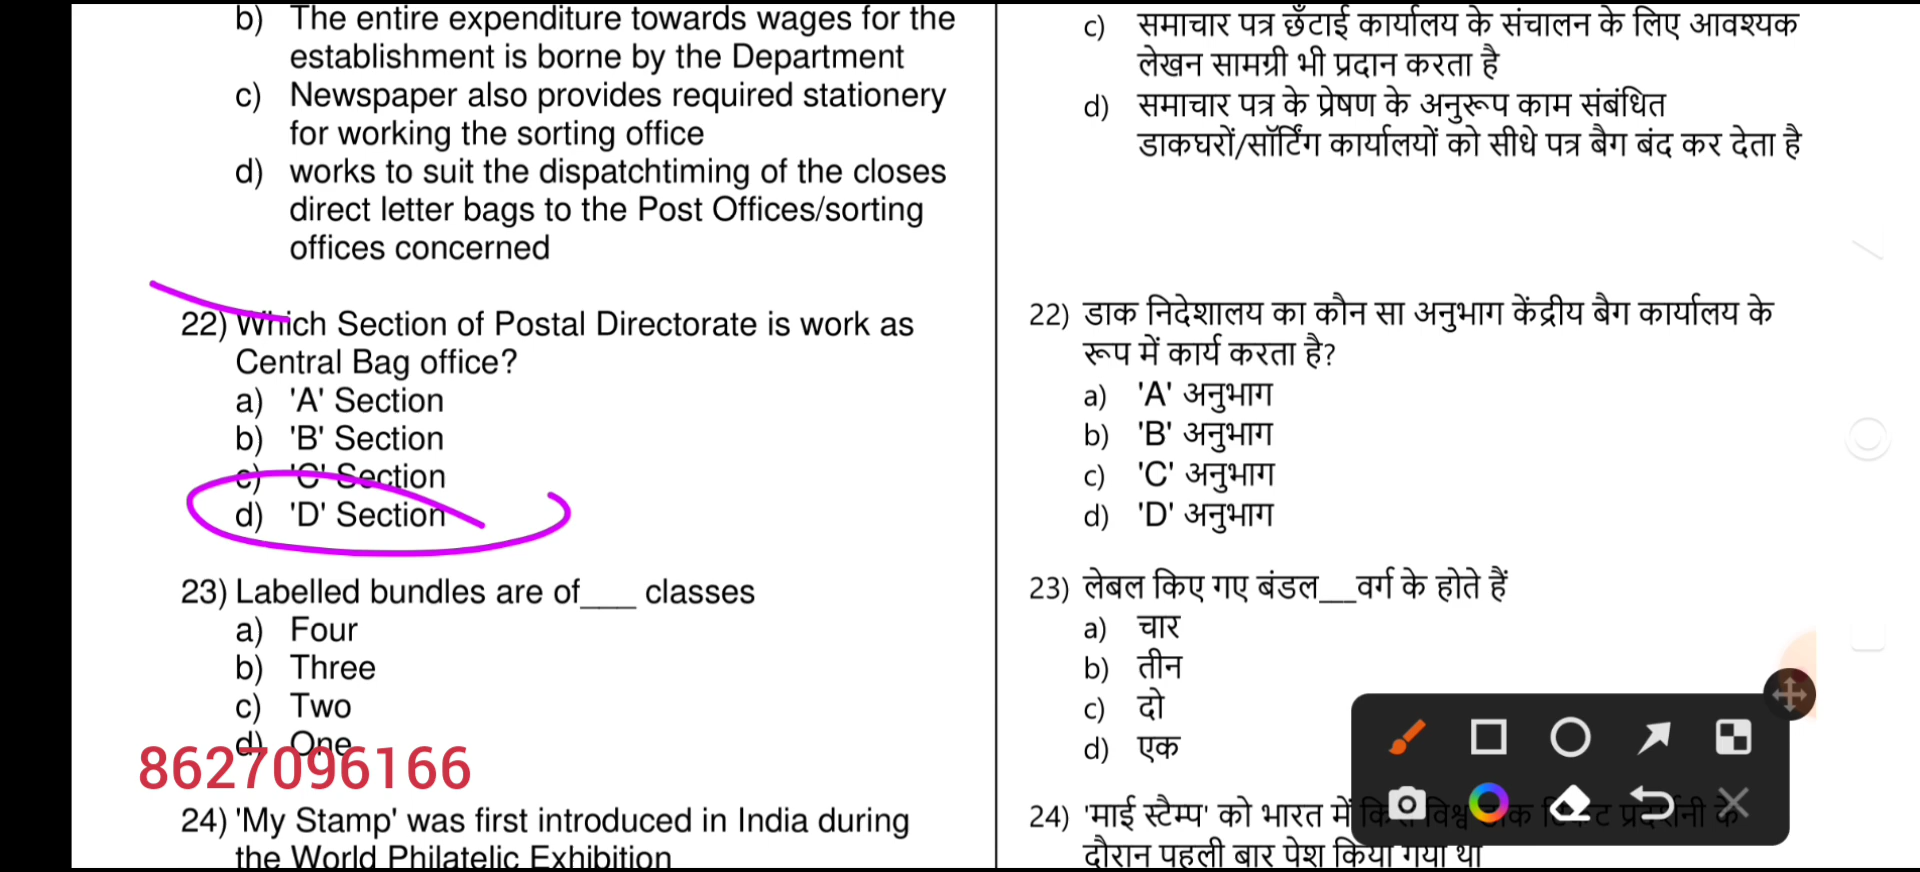 b) The entire expenditure towards wages for the
establishment is borne by the Department
c) Newspaper also provides required stationery
for working the sorting office
d) works to suit the dispatchtiming of the closes
direct letter bags to the Post Offices/sorting
offices concerned
22) Which Section of Postal Directorate is work as
Central Bag office?
a) 'A' Section
b) 'B' Section
c) 'C' Section
d) 'D' Section
23) Labelled bundles are of___ classes
a) Four
b) Three
c) Two
d) One
8627096166
24) 'My Stamp' was first introduced in India during
the World Philatelic Exhibition
c) समाचार पत्र छँटाई कार्यालय के संचालन के लिए आवश्यक
लेखन सामग्री भी प्रदान करता है
d) समाचार पत्र के प्रेषण के अनुरूप काम संबंधित
डाकघरों/सॉर्टिंग कार्यालयों को सीधे पत्र बैग बंद कर देता है
22) डाक निदेशालय का कौन सा अनुभाग केंद्रीय बैग कार्यालय के
रूप में कार्य करता है?
a) 'A' अनुभाग
b) 'B' अनुभाग
c) 'C' अनुभाग
d) 'D' अनुभाग
23) लेबल किए गए बंडल___वर्ग के होते हैं
a) चार
b) तीन
c) दो
d) एक
24) 'माई स्टैम्प' को भारत में
दौरान पहली बार पेश किया गया था